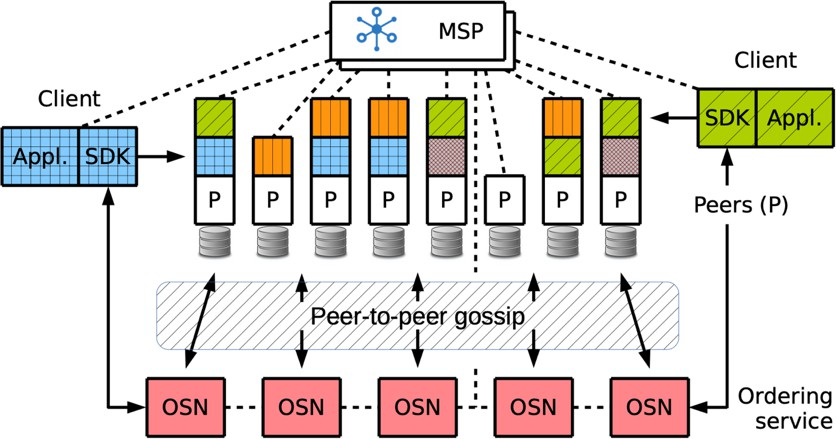 MSP
Client
Client
Appl. SDK
SDK Appl.
P P P P P P P P
Peers (P)
Peer-to-peer gossip
OSN OSN OSN OSN OSN
Ordering
service